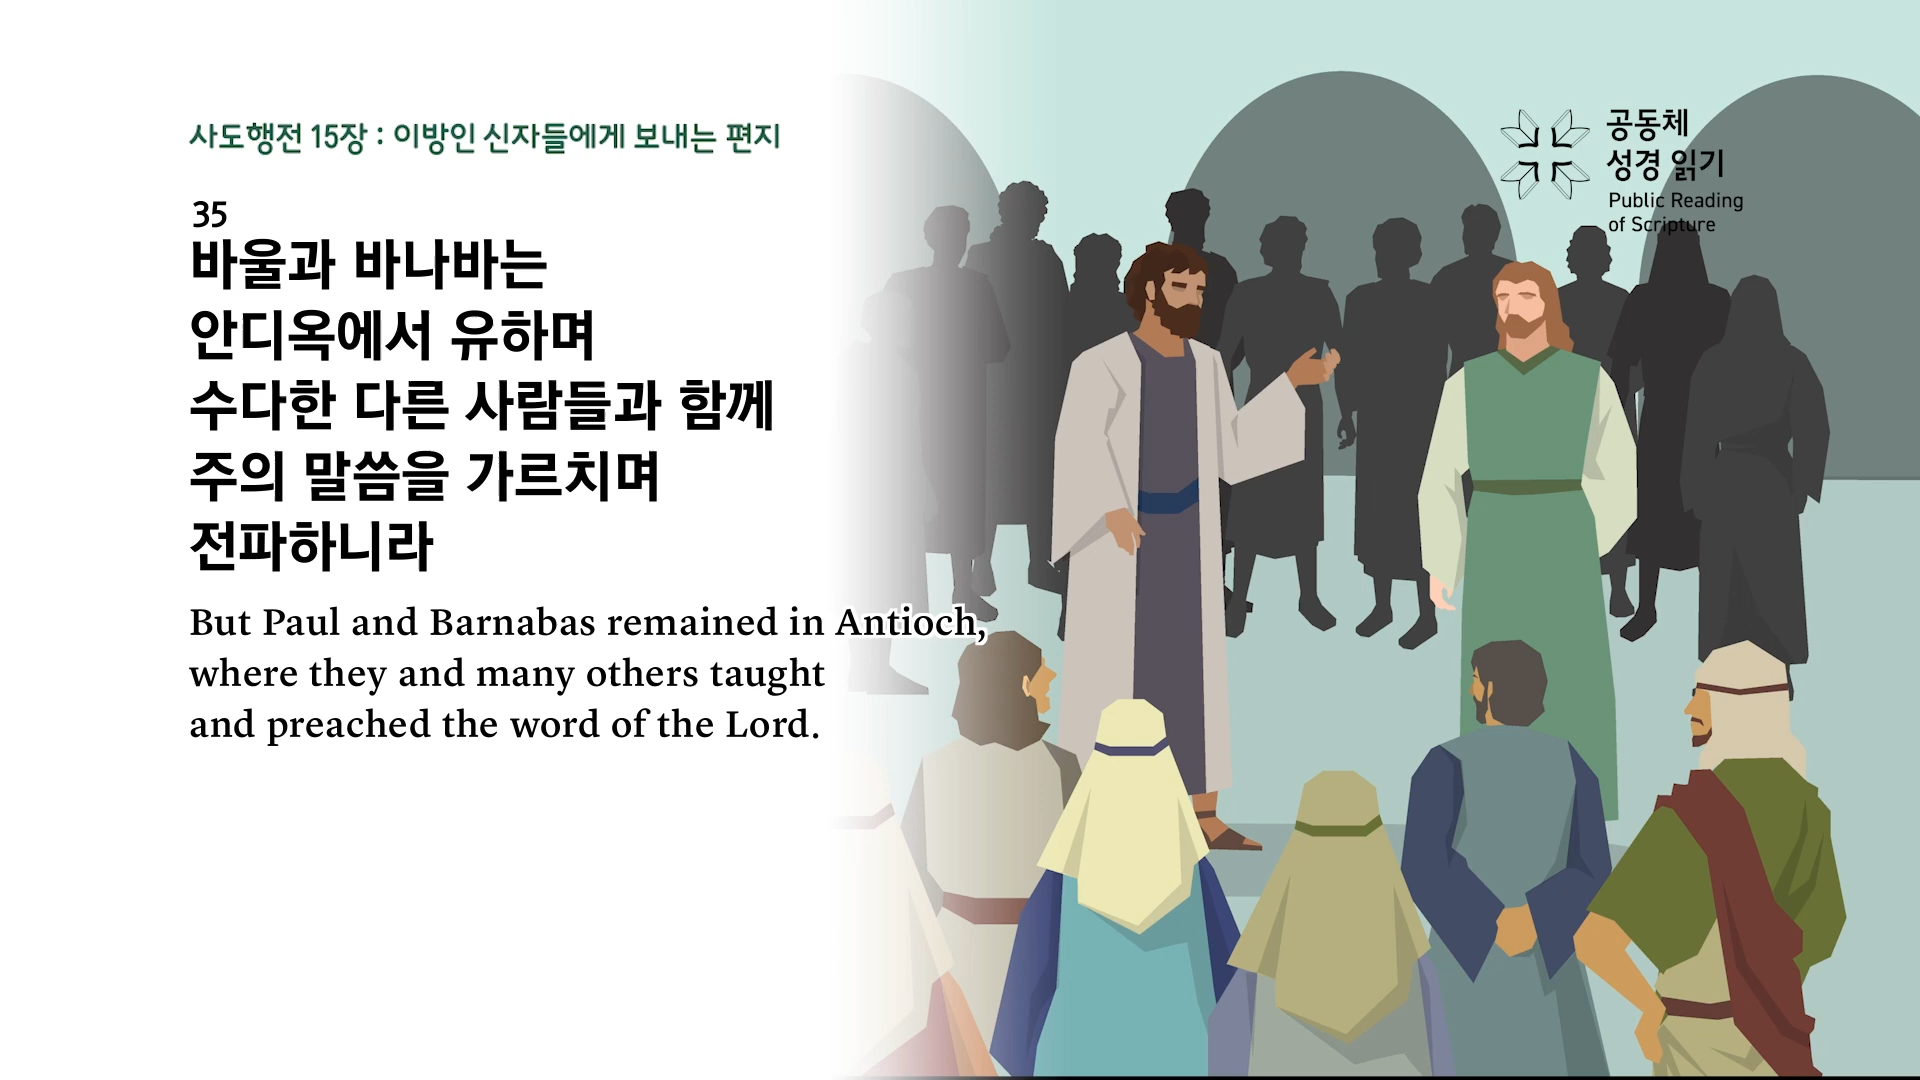 사도행전 15장 : 이방인 신자들에게 보내는 편지
35
바울과 바나바는
안디옥에서 유하며
수다한 다른 사람들과 함께
주의 말씀을 가르치며
전파하니라
But Paul and Barnabas remained in Antioch,
where they and many others taught
and preached the word of the Lord.
공동체
성경 읽기
Public Reading
of Scripture